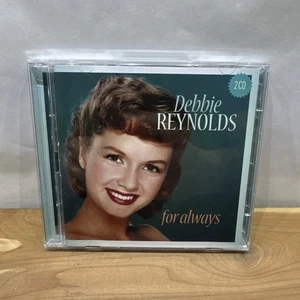 2CD
Debbie
REYNOLDS
for always